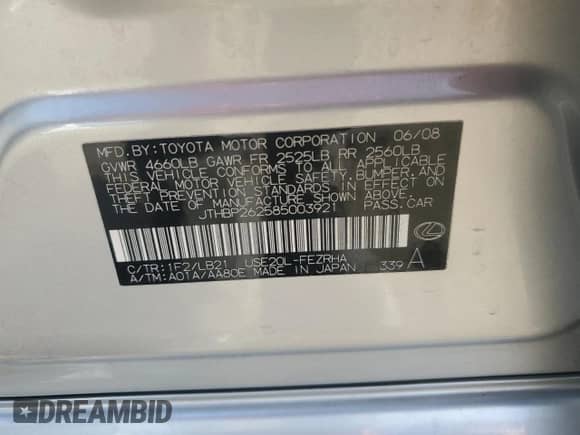 MFD.BY:TOYOTA MOTOR CORPORATION 06/08
GVWR 4660LB GAWR FR 2525LB RR 2560LB
THIS VEHICLE CONFORMS TO ALL APPLICABLE
FEDERAL MOTOR VEHICLE SAFETY, BUMPER, AND
THEFT PREVENTION STANDARDS IN EFFECT ON
THE DATE OF MANUFACTURE SHOWN ABOVE.
JTHBP262585003921 PASS.CAR
C/TR:1F2/LB21 USE20L-FEZRHA
A/TM:A01A/AA80E MADE IN JAPAN 339 A
DREAMBID